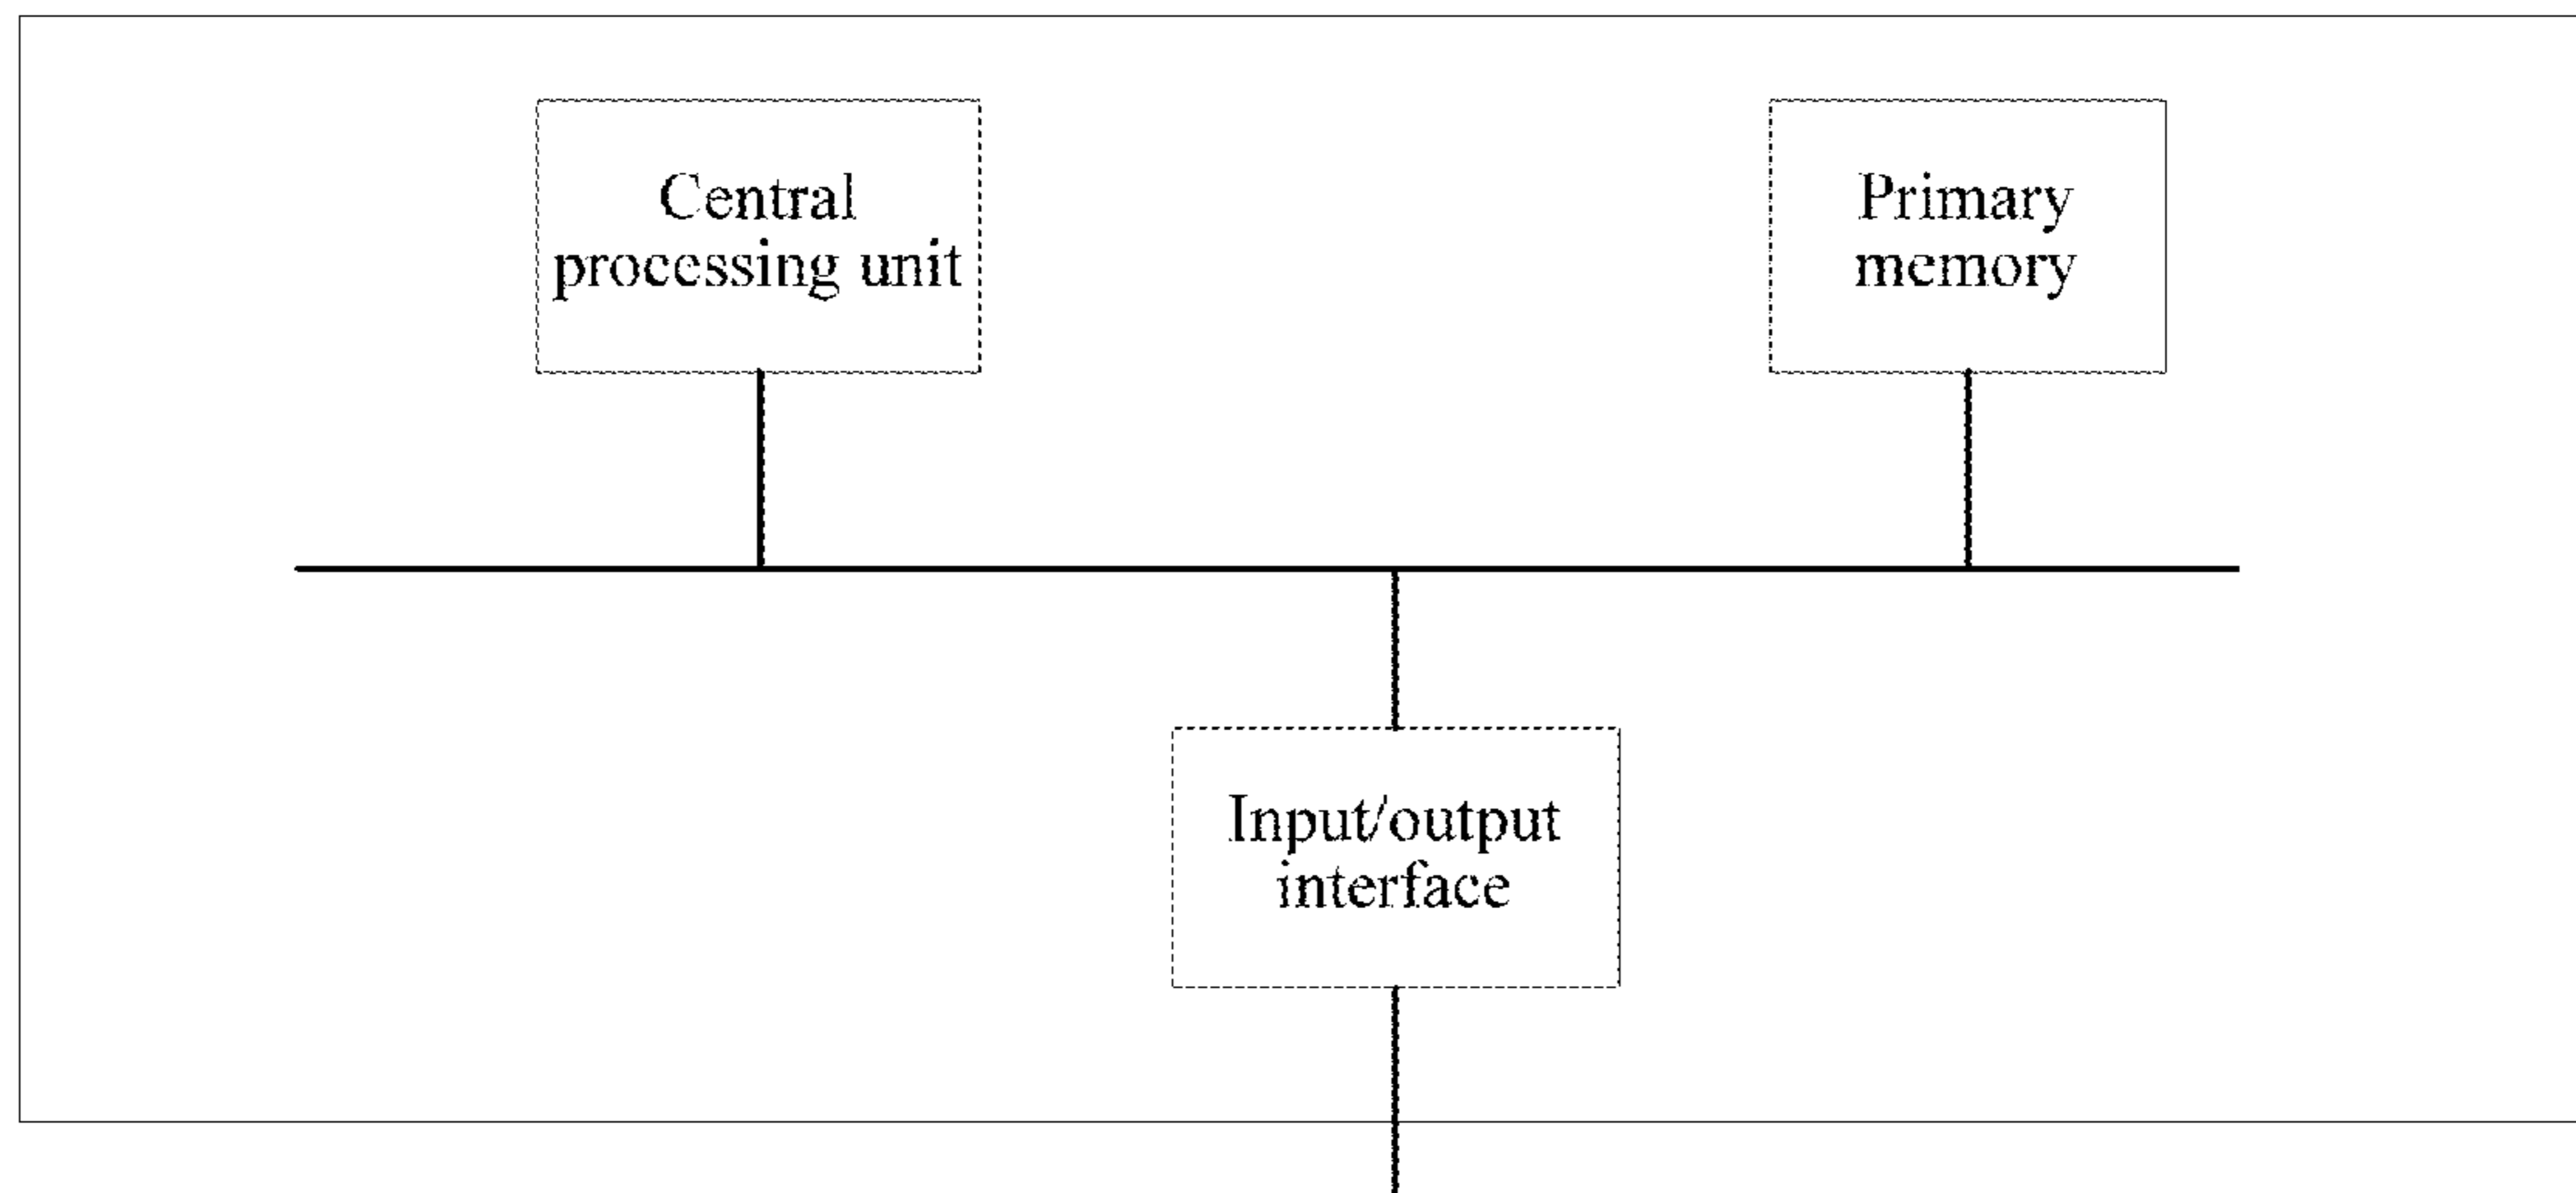 Central
processing unit
Primary
memory
Input/output
interface